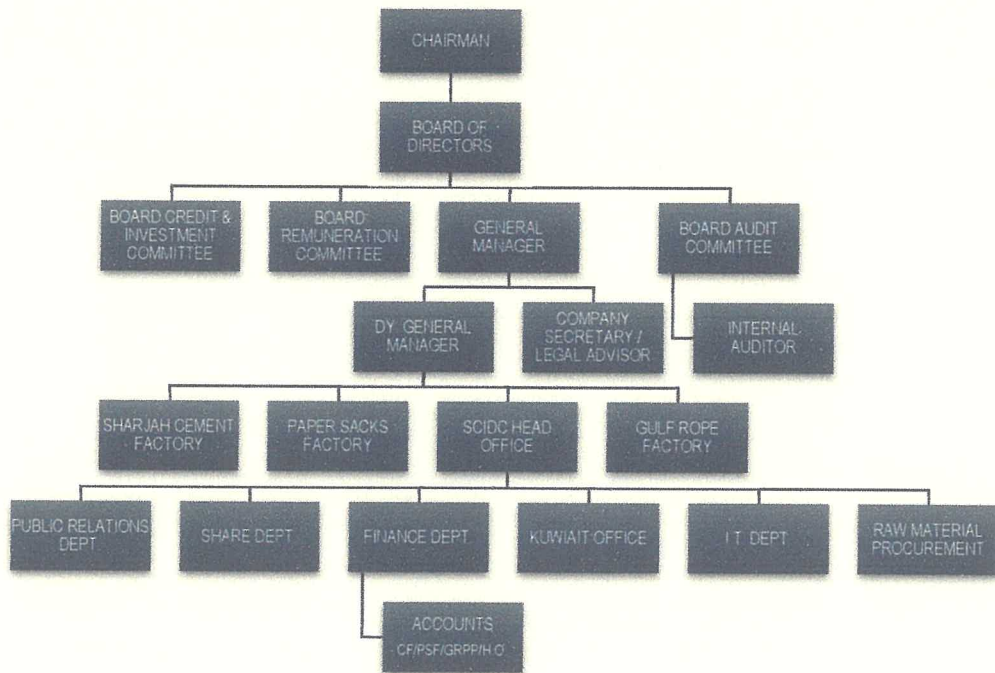 CHAIRMAN
BOARD OF
DIRECTORS
BOARD CREDIT &
INVESTMENT
COMMITTEE
BOARD
REMUNERATION
COMMITTEE
GENERAL
MANAGER
BOARD AUDIT
COMMITTEE
DY. GENERAL
MANAGER
COMPANY
SECRETARY /
LEGAL ADVISOR
INTERNAL
AUDITOR
SHARJAH CEMENT
FACTORY
PAPER SACKS
FACTORY
SCIDC HEAD
OFFICE
GULF ROPE
FACTORY
PUBLIC RELATIONS
DEPT
SHARE DEPT
FINANCE DEPT
KUWIAIT OFFICE
I.T. DEPT
RAW MATERIAL
PROCUREMENT
ACCOUNTS
CF/PSF/GRPP/H.O